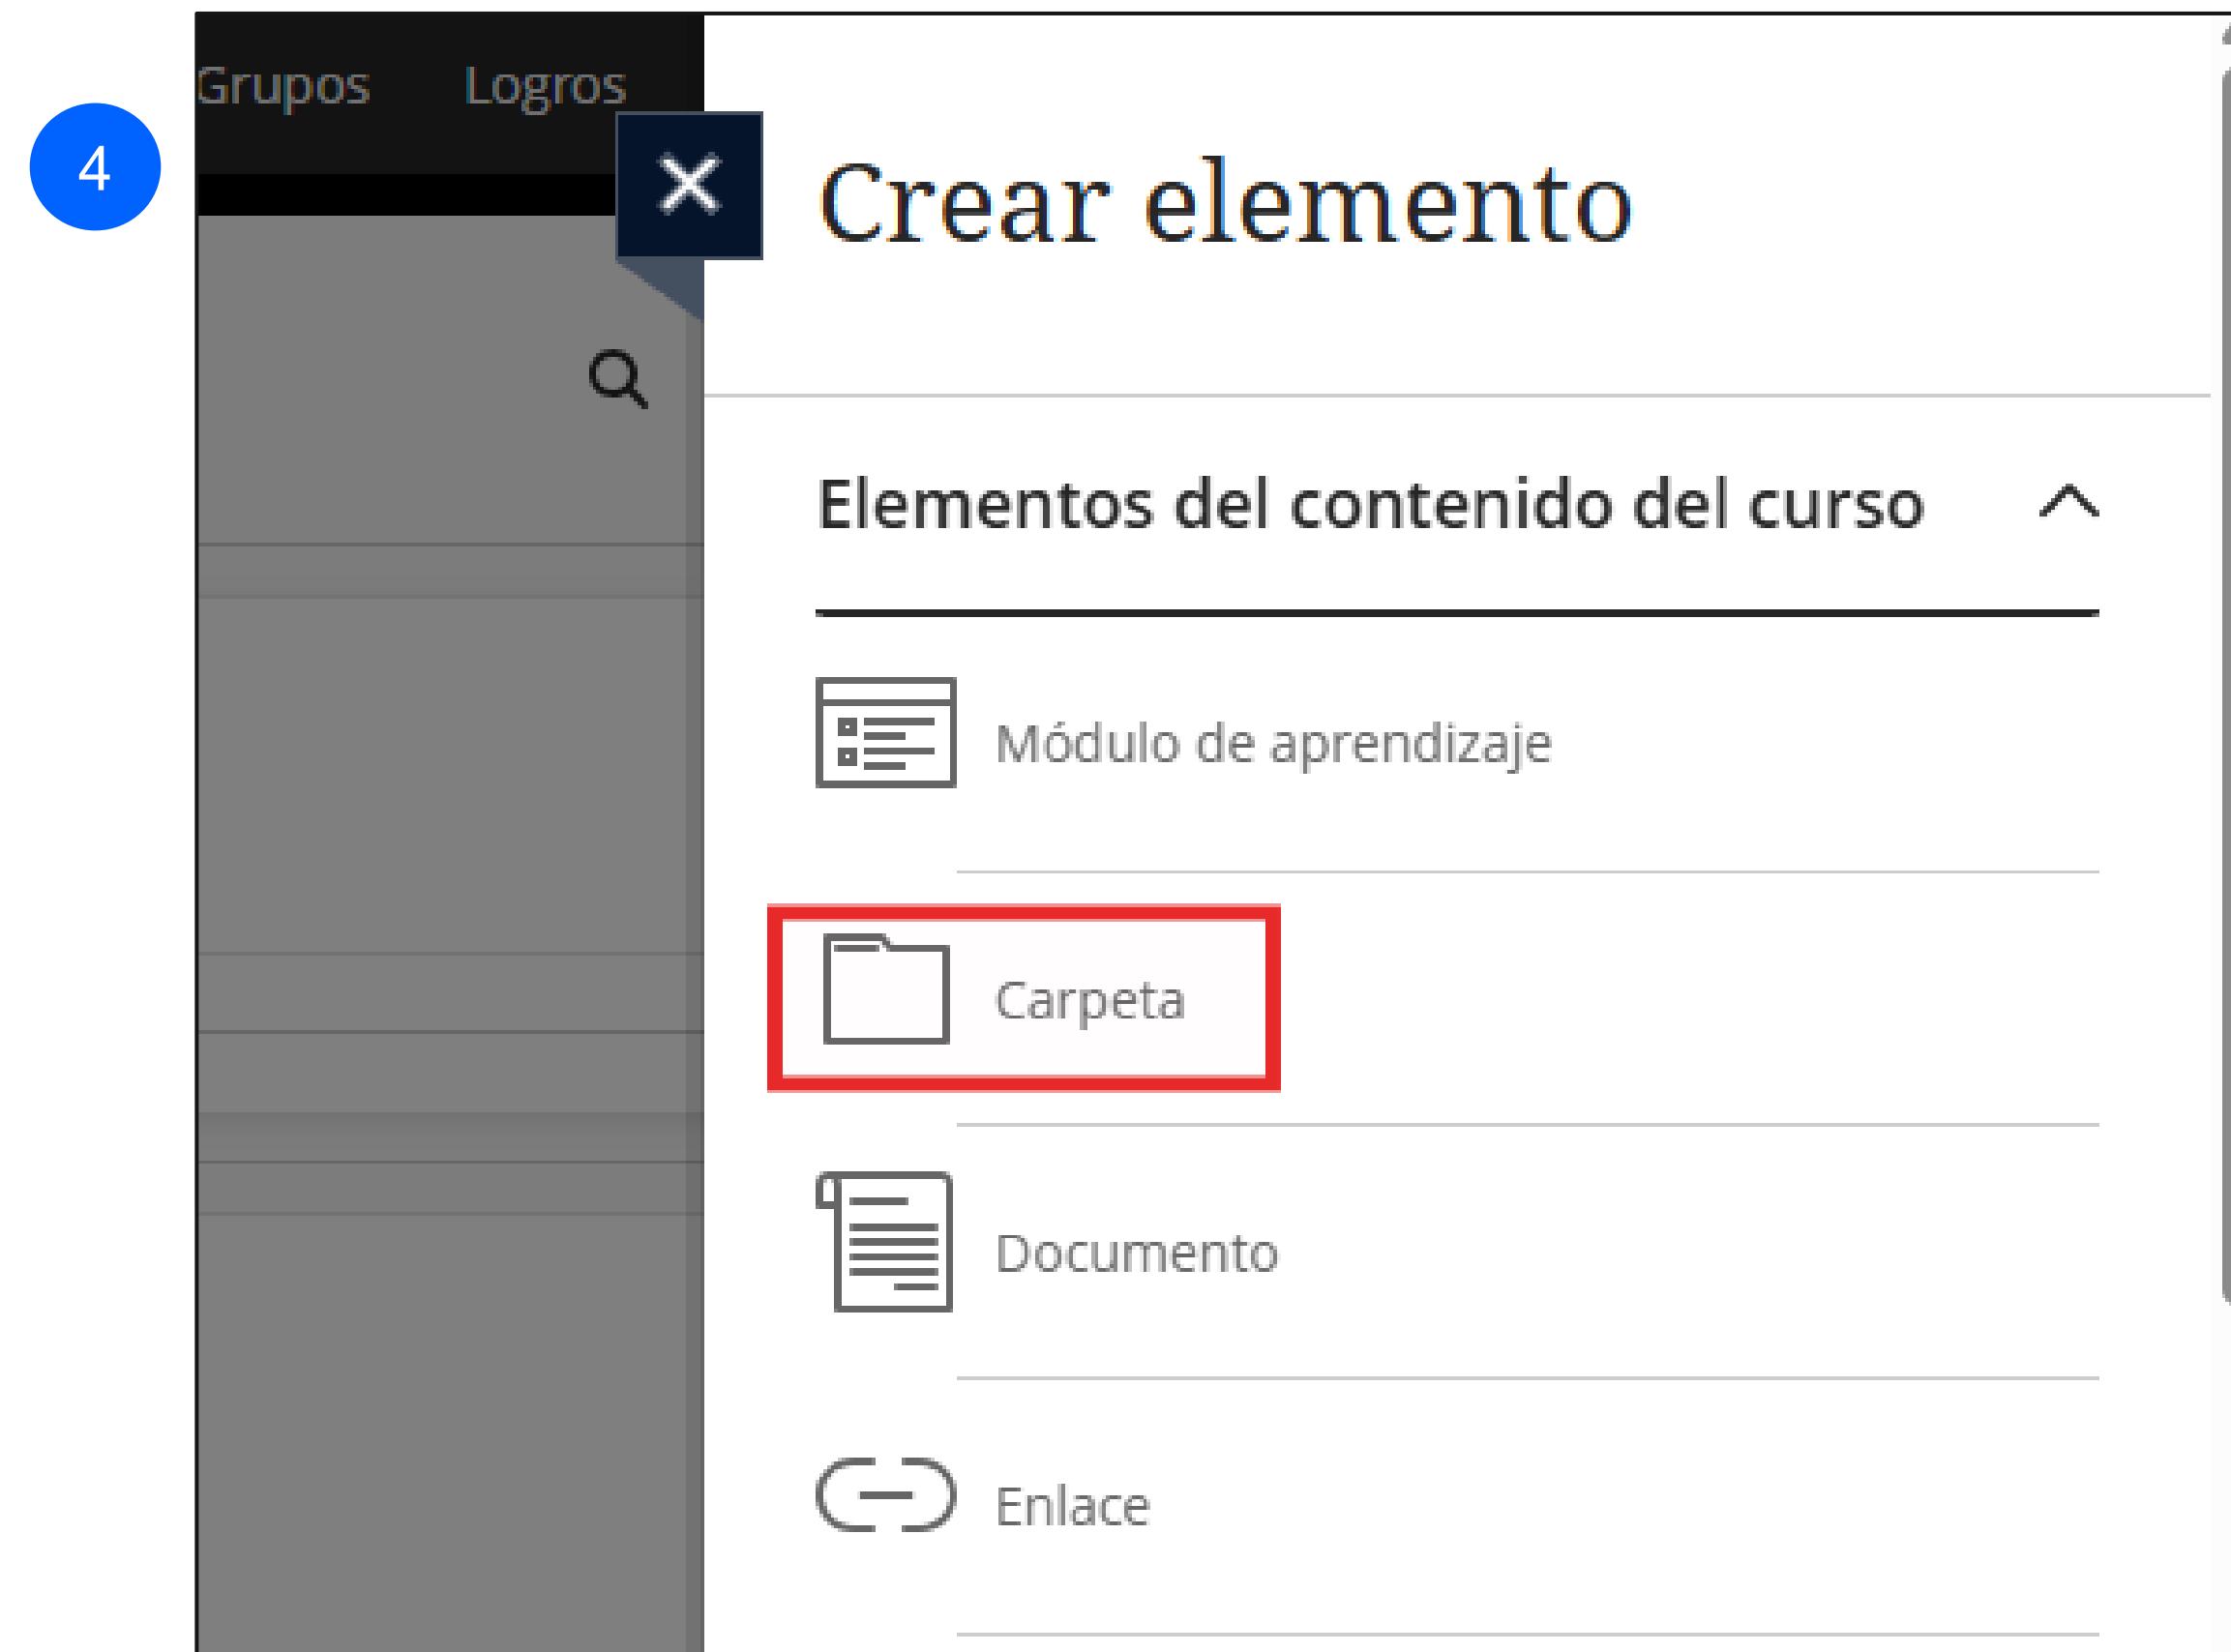 Grupos Logros
4
Crear elemento
Elementos del contenido del curso
Módulo de aprendizaje
Carpeta
Documento
Enlace